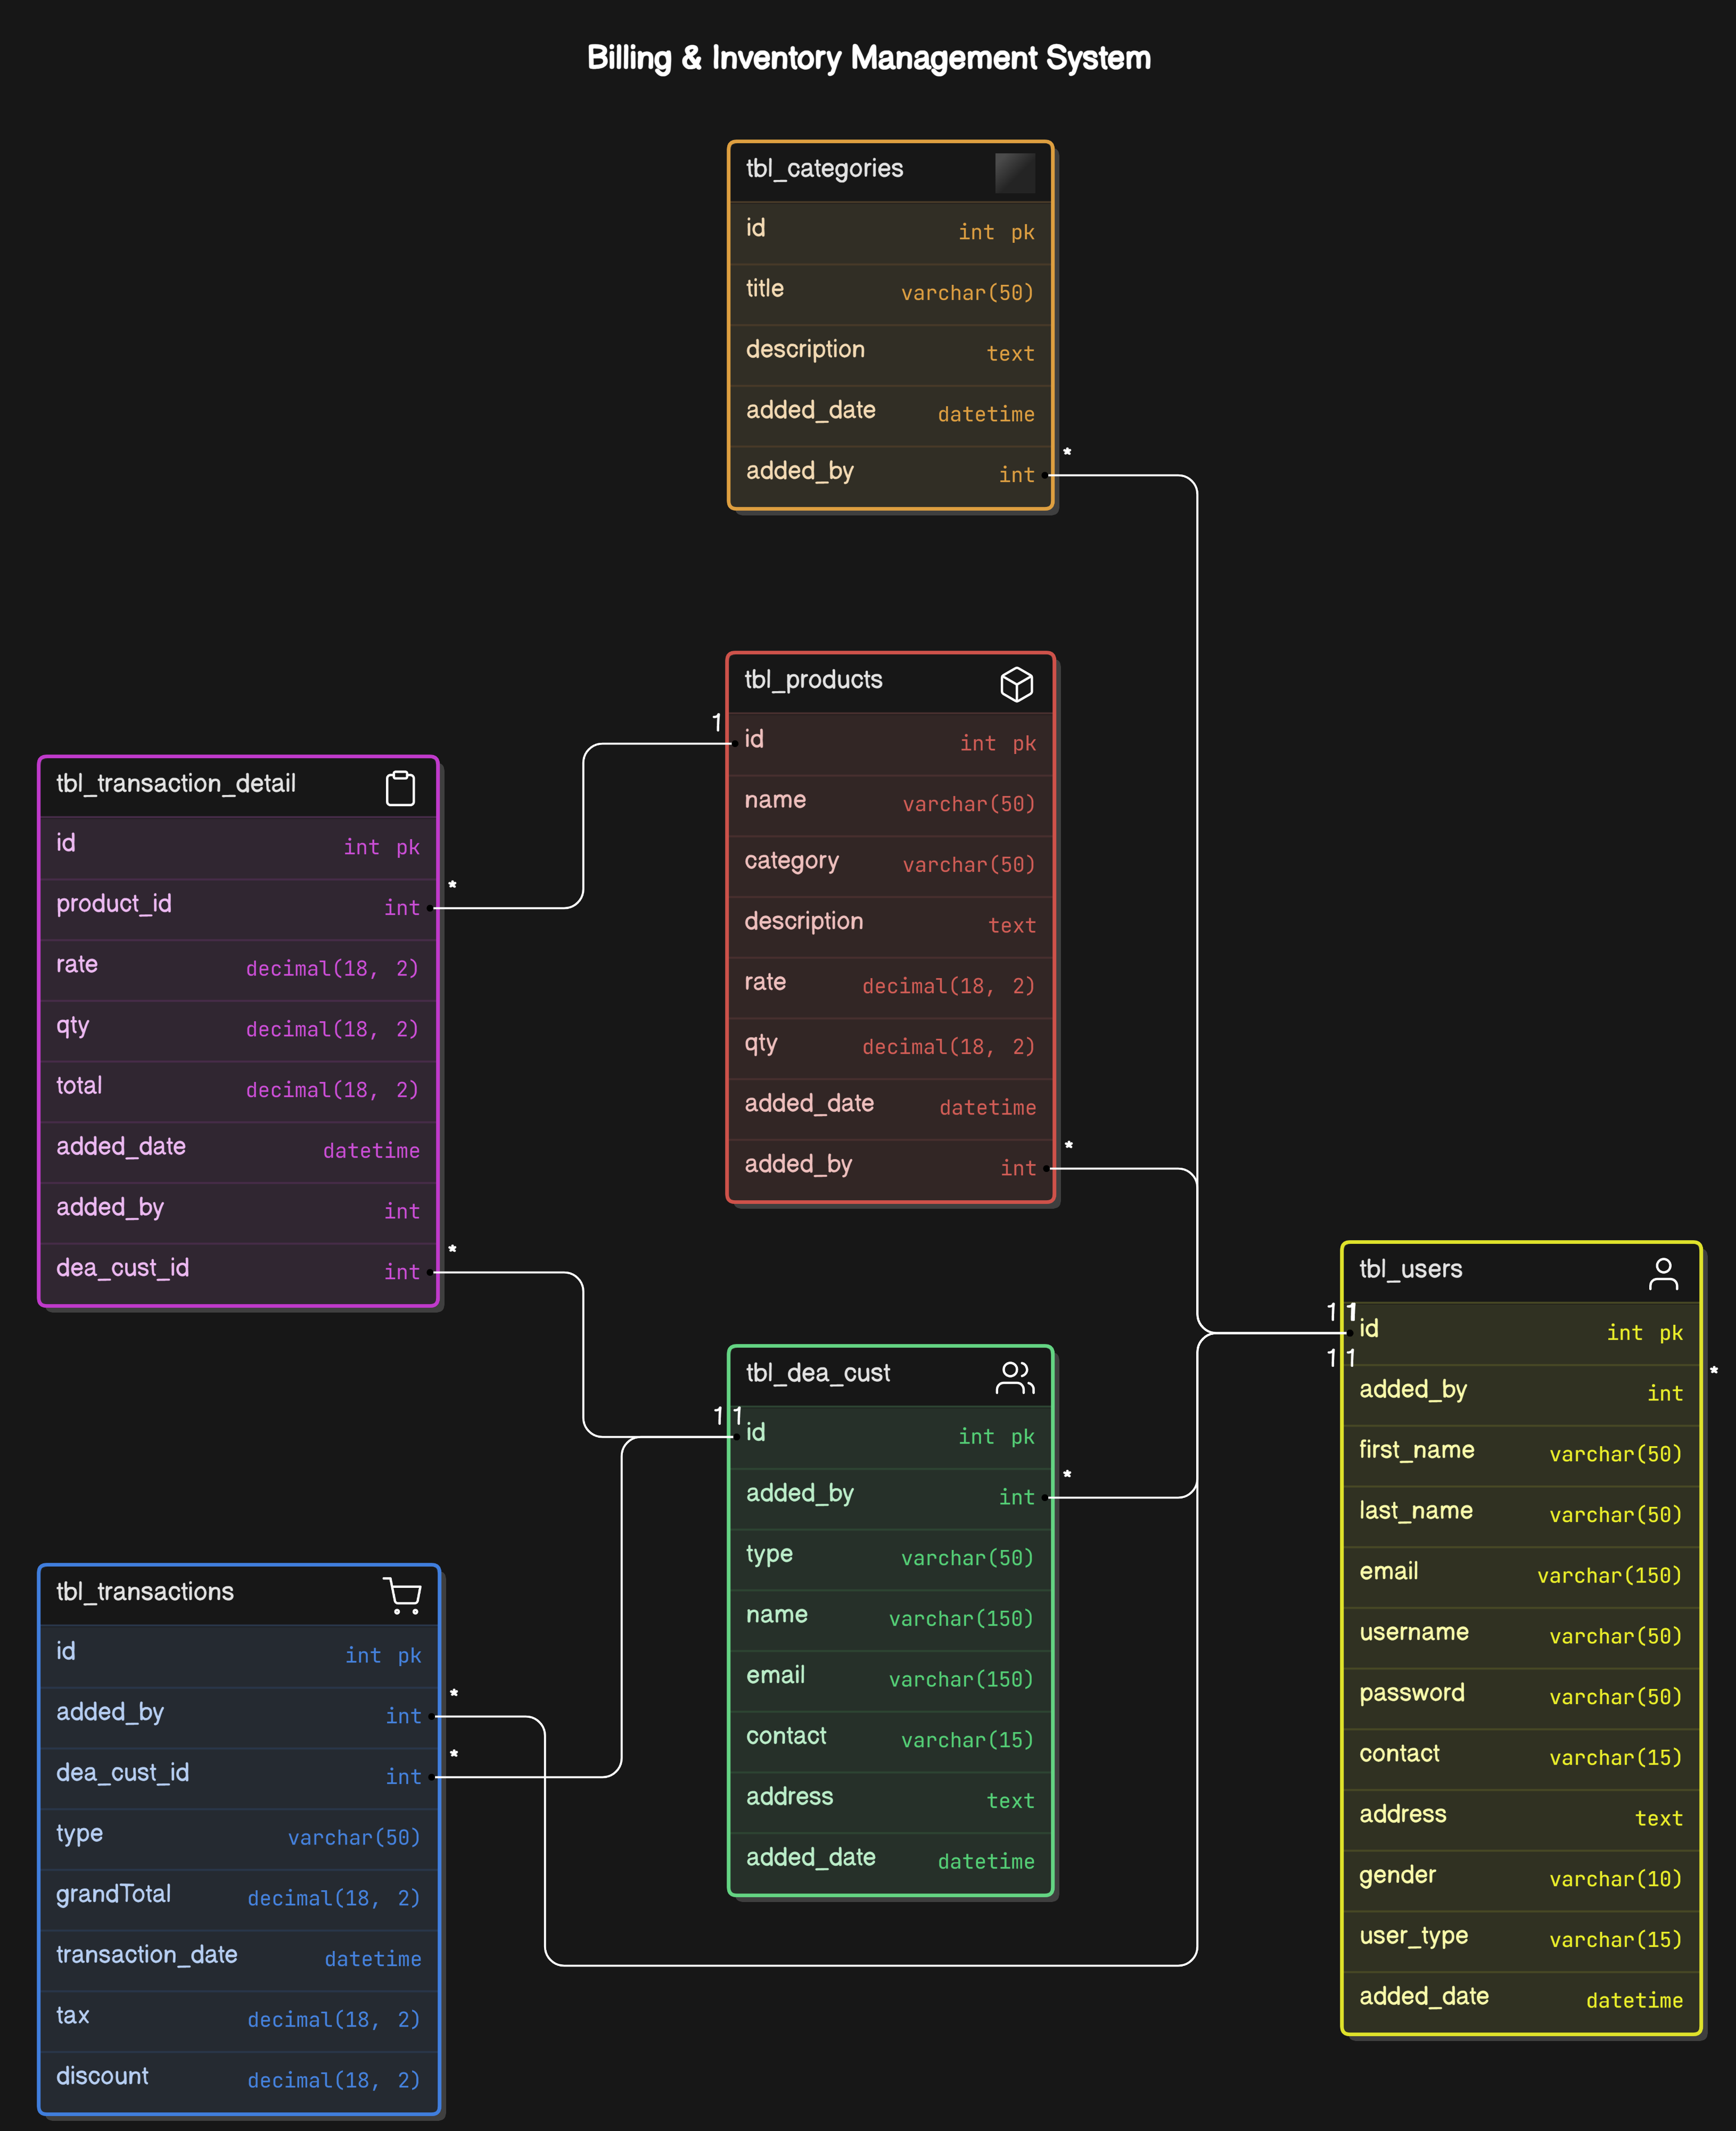 Billing & Inventory Management System
tbl_categories
id int pk
title varchar(50)
description text
added_date datetime
added_by int
*
tbl_products
1
id int pk
name varchar(50)
category varchar(50)
description text
rate decimal(18, 2)
qty decimal(18, 2)
added_date datetime
*
added_by int
tbl_transaction_detail
id int pk
*
product_id int
rate decimal(18, 2)
qty decimal(18, 2)
total decimal(18, 2)
added_date datetime
added_by int
*
dea_cust_id int
tbl_users
11
id int pk
11
*
added_by int
first_name varchar(50)
last_name varchar(50)
email varchar(150)
username varchar(50)
password varchar(50)
contact varchar(15)
address text
gender varchar(10)
user_type varchar(15)
added_date datetime
tbl_dea_cust
11
id int pk
*
added_by int
type varchar(50)
name varchar(150)
email varchar(150)
contact varchar(15)
address text
added_date datetime
tbl_transactions
id int pk
*
added_by int
*
dea_cust_id int
type varchar(50)
grandTotal decimal(18, 2)
transaction_date datetime
tax decimal(18, 2)
discount decimal(18, 2)